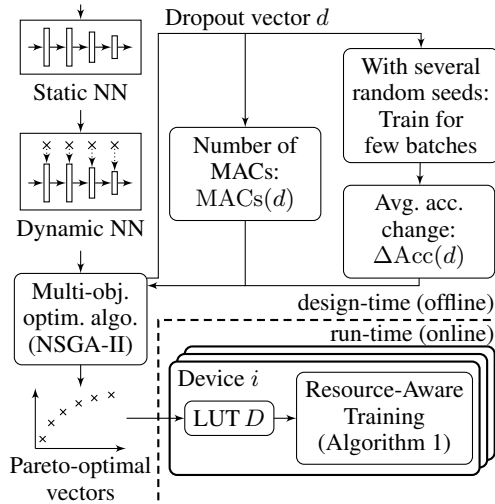 Dropout vector d
Static NN
With several
random seeds:
Train for
few batches
Number of
MACs:
MACs(d)
Dynamic NN
Avg. acc.
change:
ΔAcc(d)
Multi-obj.
optim. algo.
(NSGA-II)
design-time (offline)
run-time (online)
Device i
LUT D
Resource-Aware
Training
(Algorithm 1)
Pareto-optimal
vectors